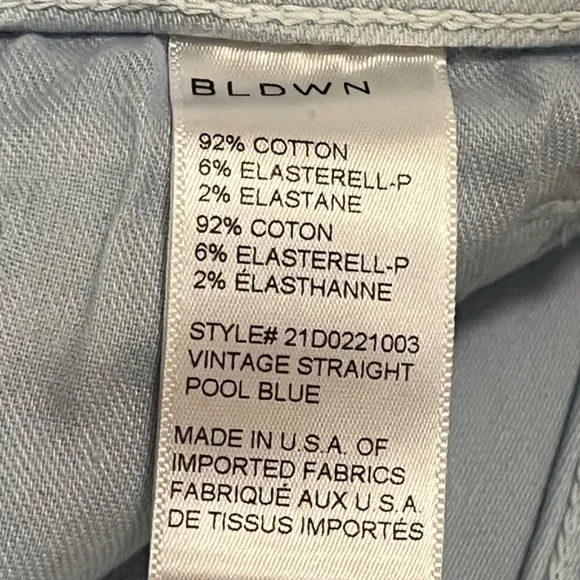 BLDWN
92% COTTON
6% ELASTERELL-P
2% ELASTANE
92% COTON
6% ELASTERELL-P
2% ÉLASTHANNE
STYLE# 21D0221003
VINTAGE STRAIGHT
POOL BLUE
MADE IN U.S.A. OF
IMPORTED FABRICS
FABRIQUÉ AUX U S A
DE TISSUS IMPORTÉS